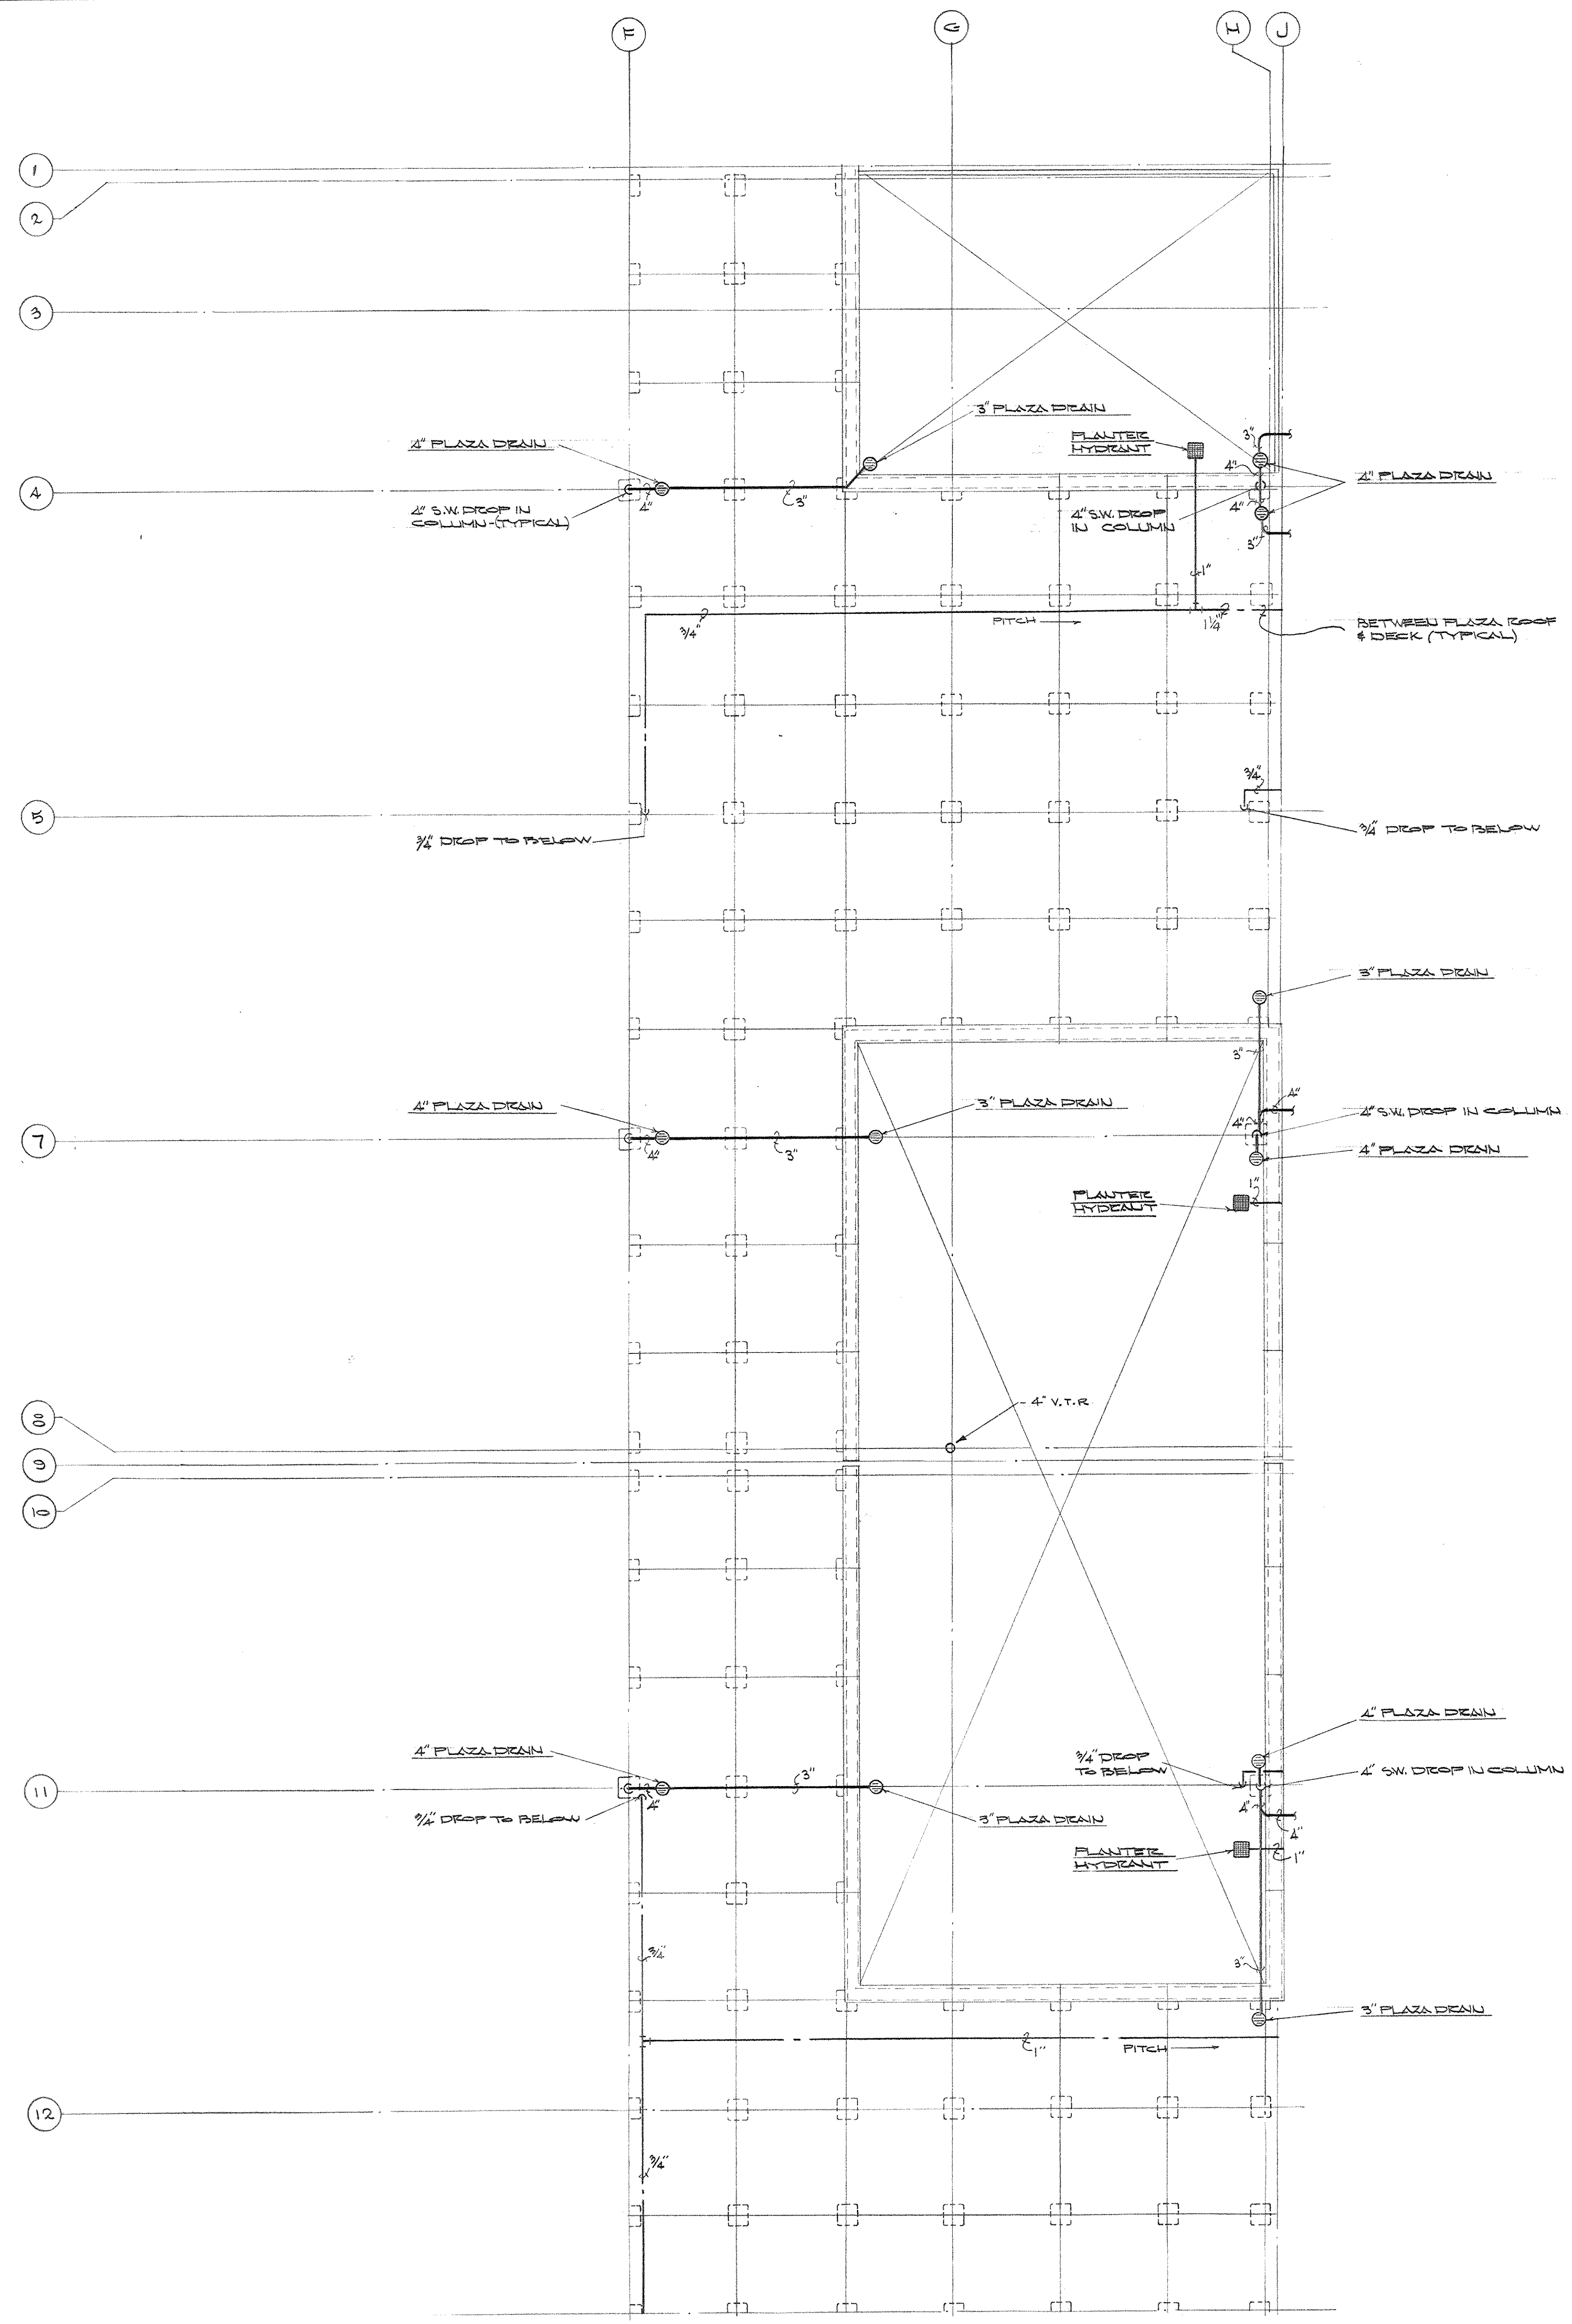 F
G
H
J
1
2
3
3" PLAZA DRAIN
PLANTER
HYDRANT
3"
4" PLAZA DRAIN
4"
4" PLAZA DRAIN
4
4"
3"
4" S.W. DROP IN
COLUMN-(TYPICAL)
4" S.W. DROP
IN COLUMN
4"
3"
1"
3/4"
PITCH
1 1/4"
BETWEEN PLAZA ROOF
& DECK (TYPICAL)
3/4"
5
3/4" DROP TO BELOW
3/4" DROP TO BELOW
3" PLAZA DRAIN
3"
4" PLAZA DRAIN
3" PLAZA DRAIN
4"
4" S.W. DROP IN COLUMN
4"
7
4"
3"
4" PLAZA DRAIN
PLANTER
HYDRANT
1"
4" V.T.R.
8
9
10
4" PLAZA DRAIN
4" PLAZA DRAIN
3/4" DROP
TO BELOW
4" S.W. DROP IN COLUMN
3"
11
4"
3/4" DROP TO BELOW
3" PLAZA DRAIN
4"
4"
PLANTER
HYDRANT
1"
3/4"
3"
3" PLAZA DRAIN
1"
PITCH
12
3/4"